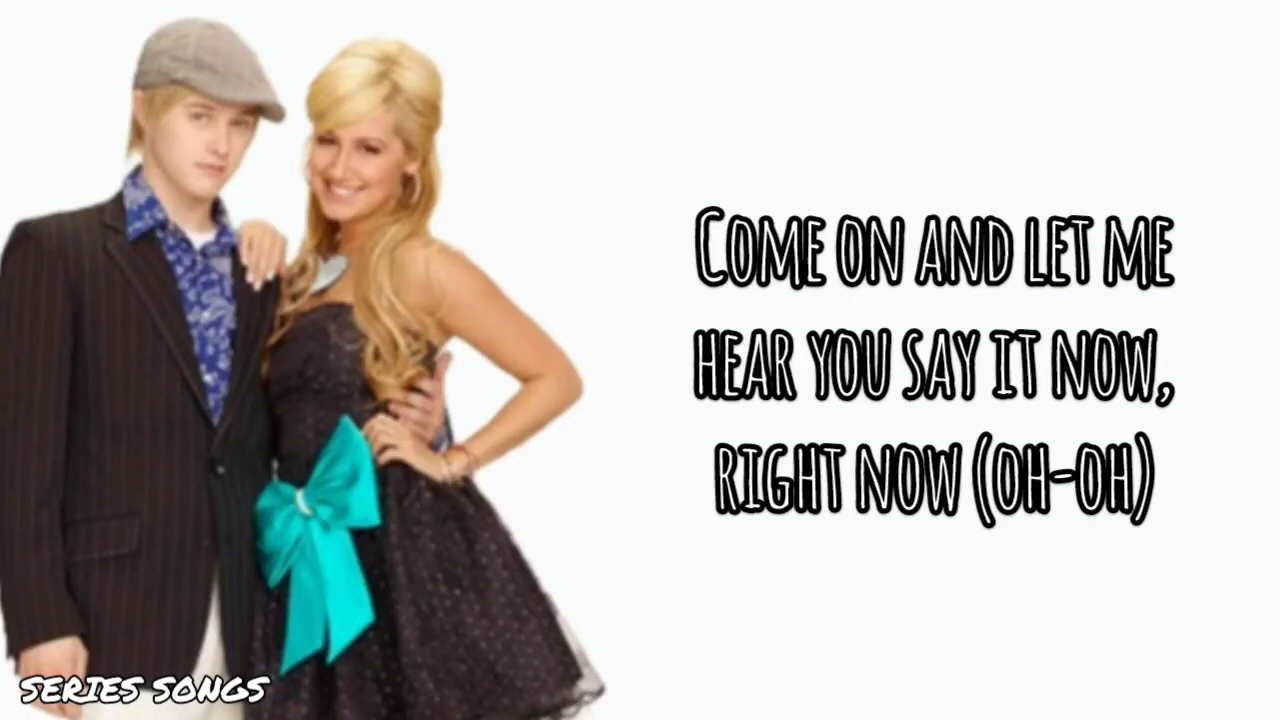 COME ON AND LET ME
HEAR YOU SAY IT NOW,
RIGHT NOW (OH-OH)
SERIES SONGS